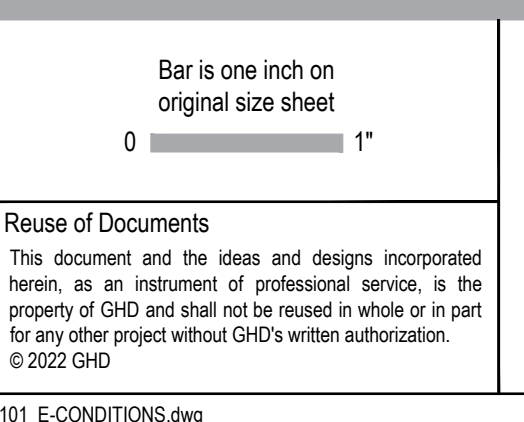 Bar is one inch on
original size sheet
0 1"
Reuse of Documents
This document and the ideas and designs incorporated
herein, as an instrument of professional service, is the
property of GHD and shall not be reused in whole or in part
for any other project without GHD's written authorization.
© 2022 GHD
101_E-CONDITIONS.dwg